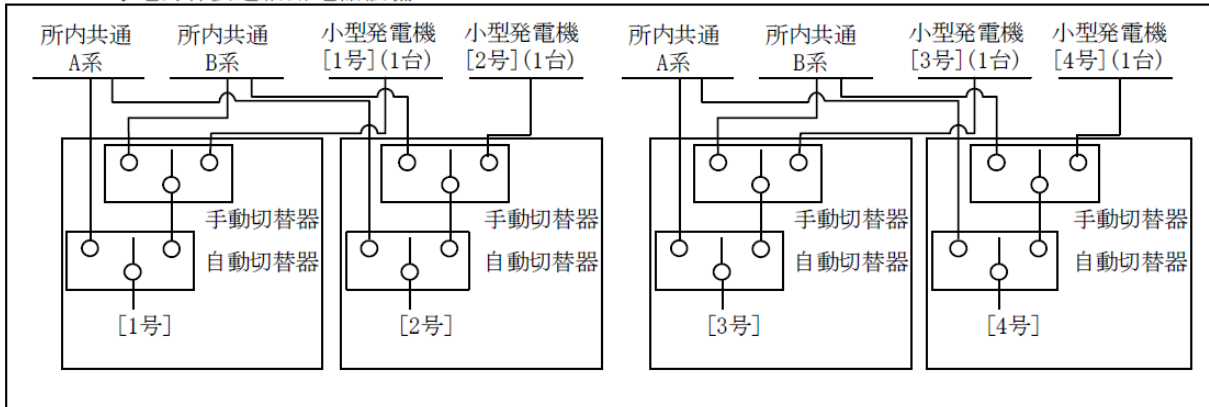 所内共通 所内共通 小型発電機 小型発電機 所内共通 所内共通 小型発電機 小型発電機
A系 B系 [1号](1台) [2号](1台) A系 B系 [3号](1台) [4号](1台)
手動切替器 手動切替器 手動切替器 手動切替器
自動切替器 自動切替器 自動切替器 自動切替器
[1号] [2号] [3号] [4号]